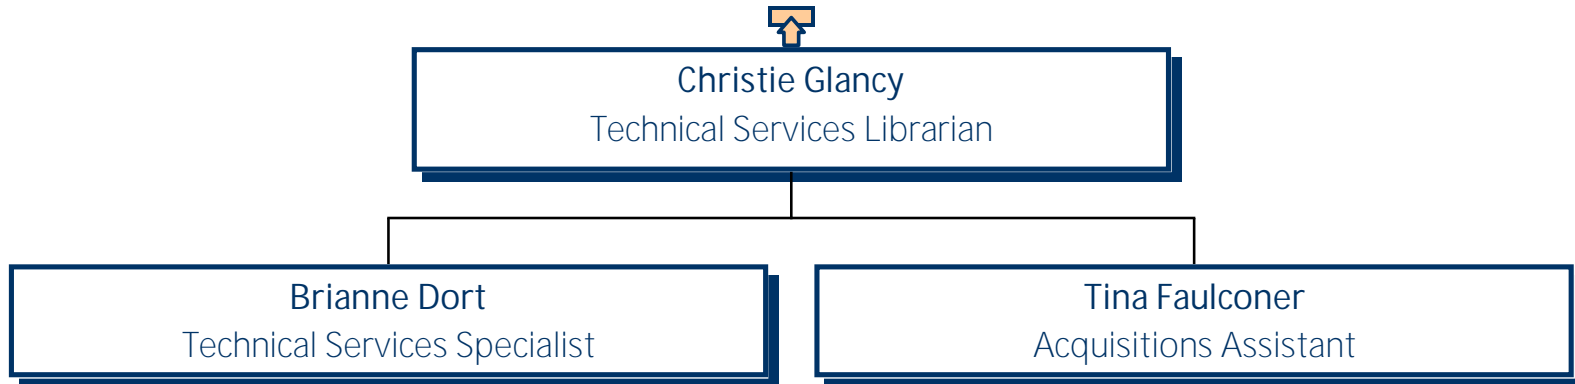 Christie Glancy
Technical Services Librarian
Brianne Dort
Technical Services Specialist
Tina Faulconer
Acquisitions Assistant